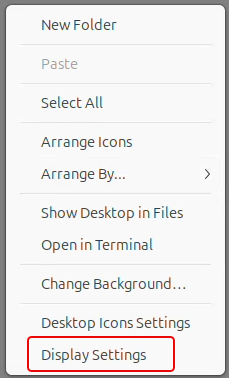 New Folder
Paste
Select All
Arrange Icons
Arrange By...
Show Desktop in Files
Open in Terminal
Change Background…
Desktop Icons Settings
Display Settings